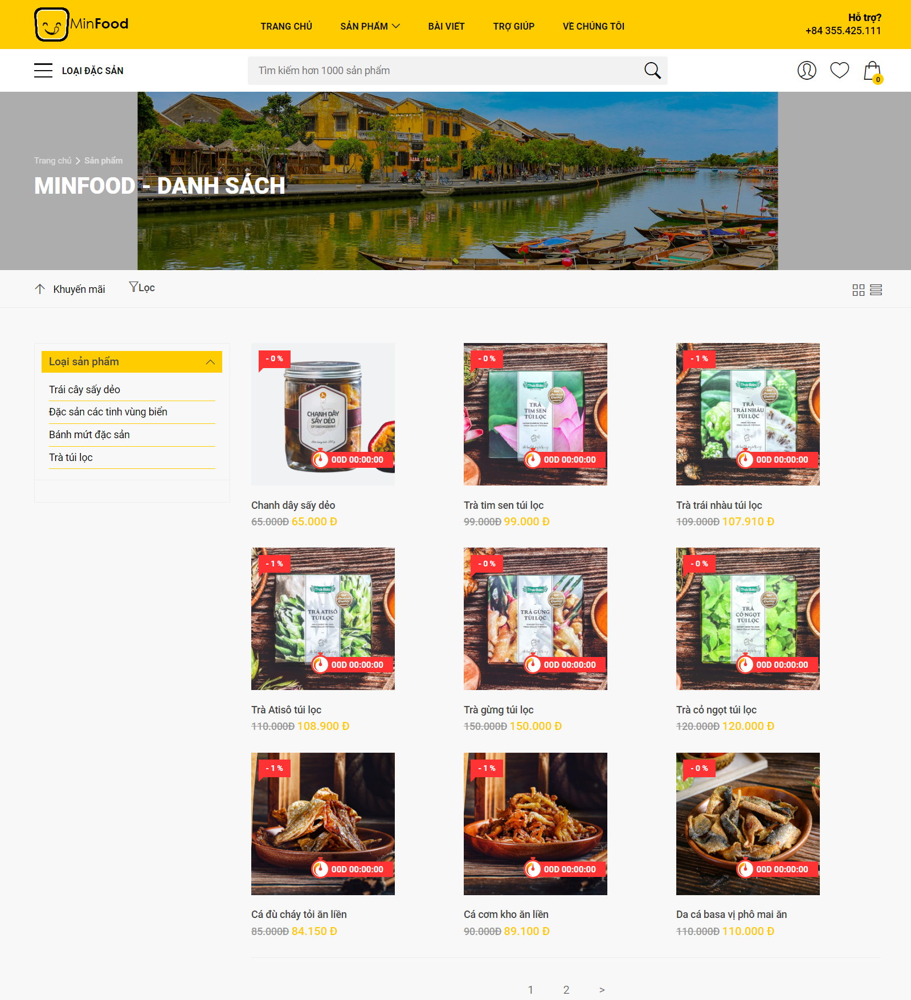 MinFood
TRANG CHỦ
SẢN PHẨM
BÀI VIẾT
TRỢ GIÚP
VỀ CHÚNG TÔI
Hỗ trợ?
+84 355.425.111
LOẠI ĐẶC SẢN
Tìm kiếm hơn 1000 sản phẩm
0
Trang chủ > Sản phẩm
MINFOOD - DANH SÁCH
Khuyến mãi
Lọc
Loại sản phẩm
Trái cây sấy dẻo
Đặc sản các tinh vùng biển
Bánh mứt đặc sản
Trà túi lọc
- 0 %
CHANH DÂY
SẤY DẺO
00D 00:00:00
Chanh dây sấy dẻo
65.000Đ 65.000 Đ
- 0 %
Thái Bảo
TRÀ
TIM SEN
TÚI LỌC
00D 00:00:00
Trà tim sen túi lọc
99.000Đ 99.000 Đ
- 1 %
Thái Bảo
TRÀ
TRÁI NHÀU
TÚI LỌC
00D 00:00:00
Trà trái nhàu túi lọc
109.000Đ 107.910 Đ
- 1 %
Thái Bảo
TRÀ ATISÔ
TÚI LỌC
00D 00:00:00
Trà Atisô túi lọc
110.000Đ 108.900 Đ
- 0 %
Thái Bảo
TRÀ GỪNG
TÚI LỌC
00D 00:00:00
Trà gừng túi lọc
150.000Đ 150.000 Đ
- 0 %
Thái Bảo
TRÀ
CỎ NGỌT
TÚI LỌC
00D 00:00:00
Trà cỏ ngọt túi lọc
120.000Đ 120.000 Đ
- 1 %
00D 00:00:00
Cá đù cháy tỏi ăn liền
85.000Đ 84.150 Đ
- 1 %
00D 00:00:00
Cá cơm kho ăn liền
90.000Đ 89.100 Đ
- 0 %
00D 00:00:00
Da cá basa vị phô mai ăn
110.000Đ 110.000 Đ
1 2 >